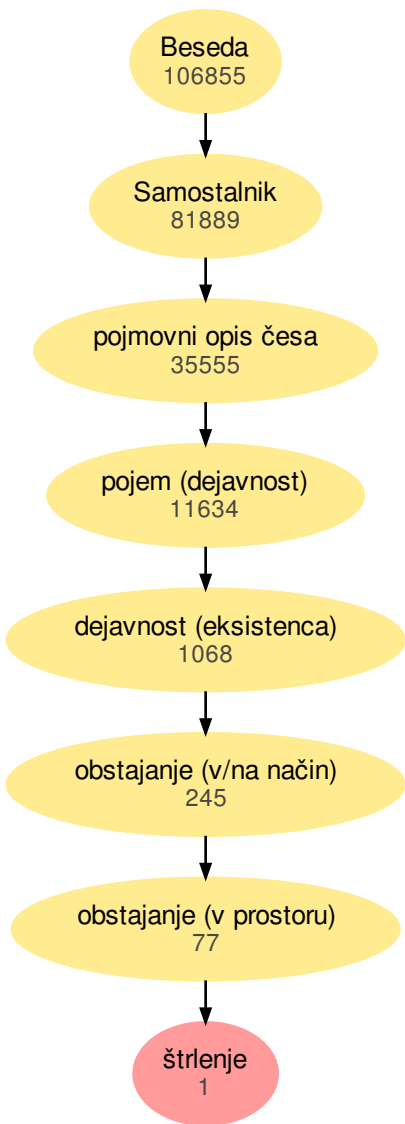 Beseda
106855
Samostalnik
81889
pojmovni opis česa
35555
pojem (dejavnost)
11634
dejavnost (eksistenca)
1068
obstajanje (v/na način)
245
obstajanje (v prostoru)
77
štrlenje
1